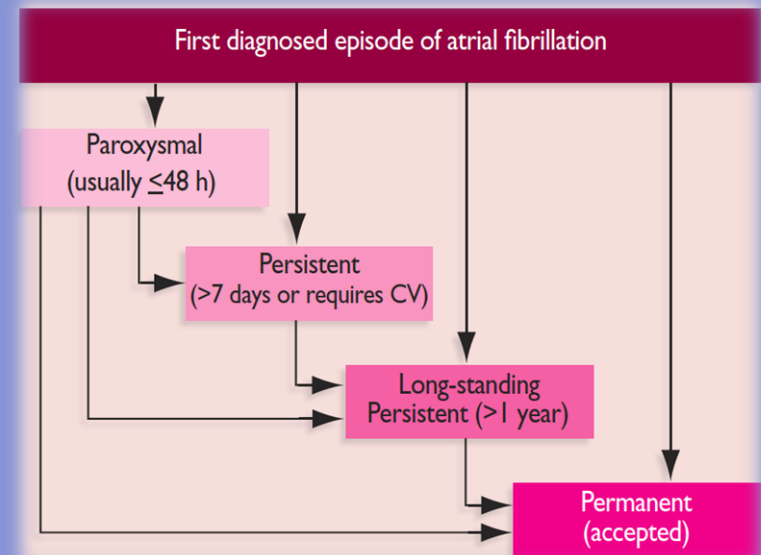 First diagnosed episode of atrial fibrillation
Paroxysmal
(usually ≤48 h)
Persistent
(>7 days or requires CV)
Long-standing
Persistent (>1 year)
Permanent
(accepted)